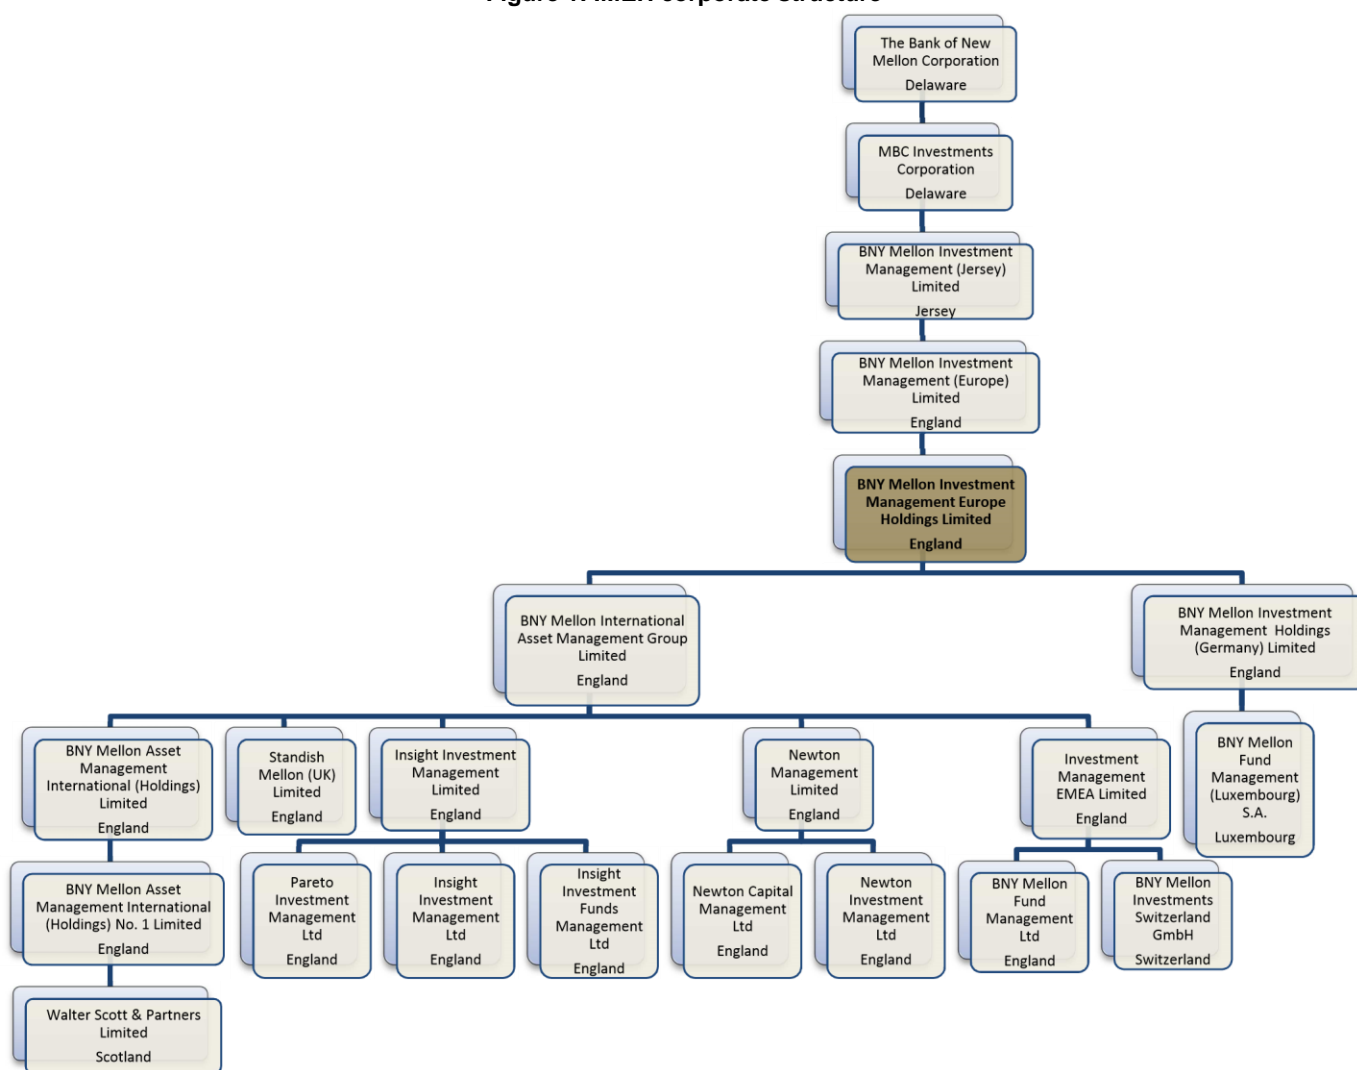 The Bank of New
Mellon Corporation
Delaware
MBC Investments
Corporation
Delaware
BNY Mellon Investment
Management (Jersey)
Limited
Jersey
BNY Mellon Investment
Management (Europe)
Limited
England
BNY Mellon Investment
Management Europe
Holdings Limited
England
BNY Mellon International
Asset Management Group
Limited
England
BNY Mellon Investment
Management Holdings
(Germany) Limited
England
BNY Mellon Asset
Management
International (Holdings)
Limited
England
Standish
Mellon (UK)
Limited
England
Insight Investment
Management
Limited
England
Newton
Management
Limited
England
Investment
Management
EMEA Limited
England
BNY Mellon
Fund
Management
(Luxembourg)
S.A.
Luxembourg
BNY Mellon Asset
Management International
(Holdings) No. 1 Limited
England
Pareto
Investment
Management
Ltd
England
Insight
Investment
Management
Ltd
England
Insight
Investment
Funds
Management
Ltd
England
Newton Capital
Management
Ltd
England
Newton
Investment
Management
Ltd
England
BNY Mellon
Fund
Management
Ltd
England
BNY Mellon
Investments
Switzerland
GmbH
Switzerland
Walter Scott & Partners
Limited
Scotland